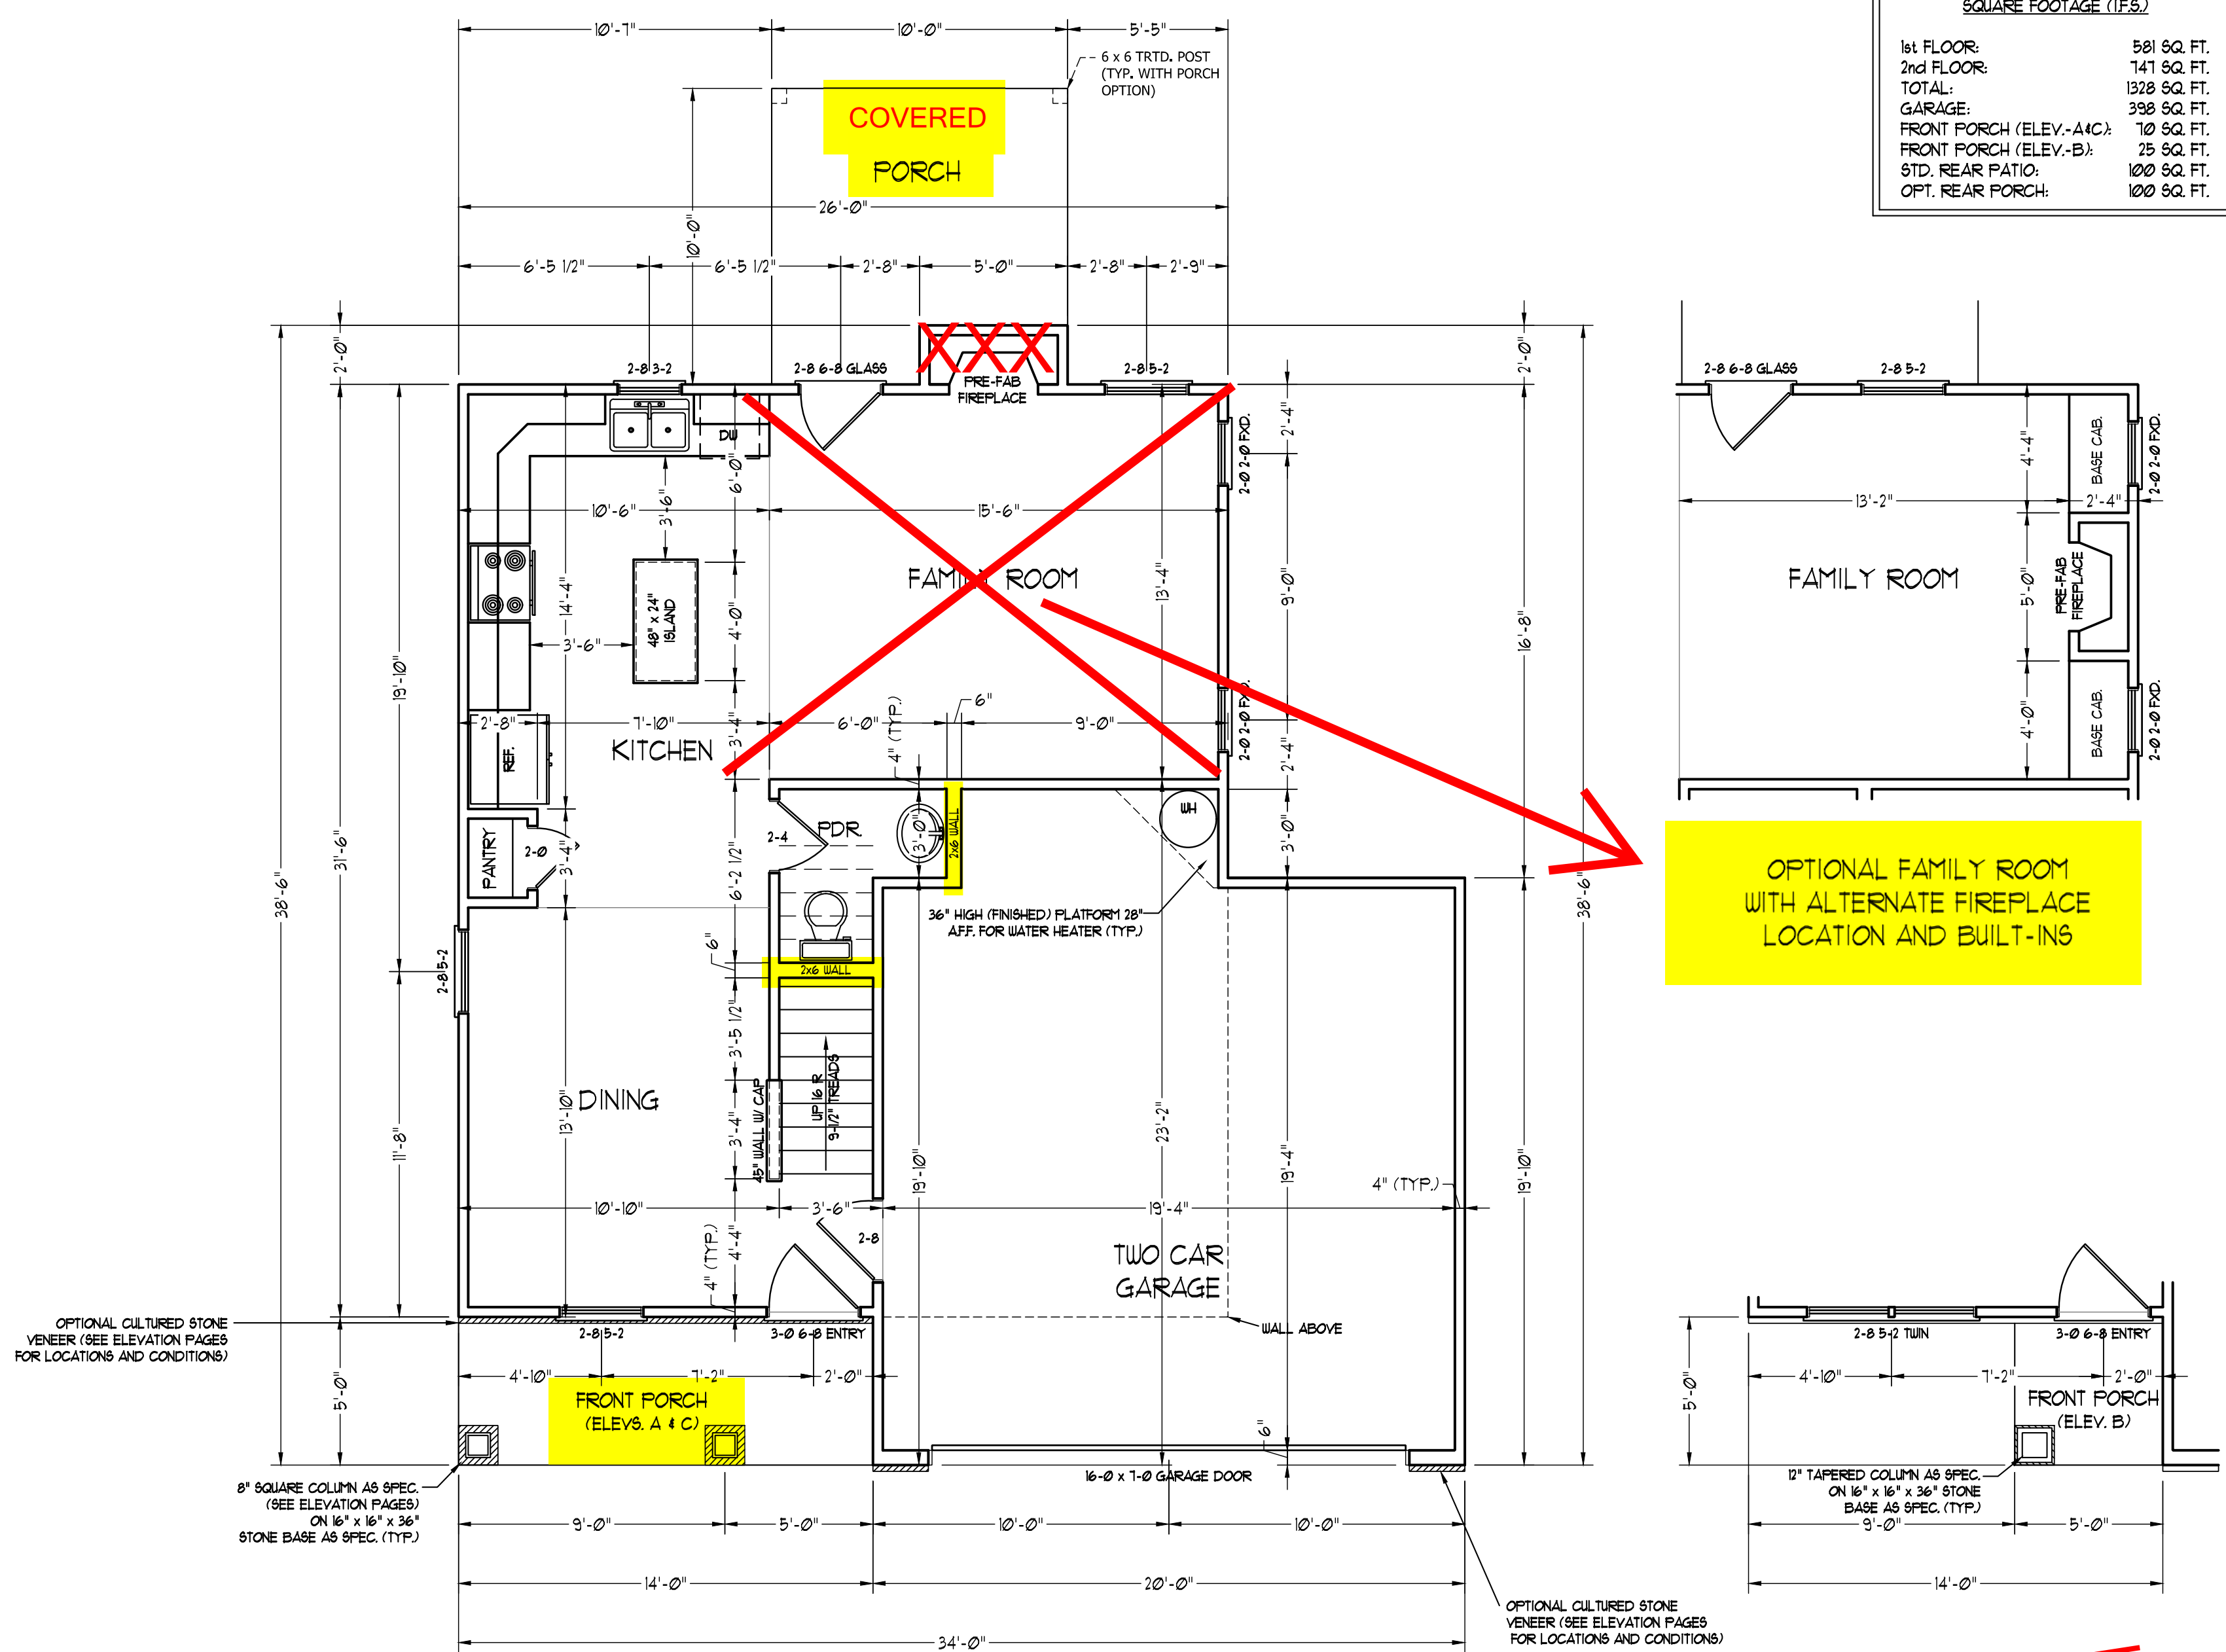 SQUARE FOOTAGE (T.F.S.)
1st FLOOR: 581 SQ. FT.
2nd FLOOR: 747 SQ. FT.
TOTAL: 1328 SQ. FT.
GARAGE: 398 SQ. FT.
FRONT PORCH (ELEV.-A&C): 70 SQ. FT.
FRONT PORCH (ELEV.-B): 25 SQ. FT.
STD. REAR PATIO: 100 SQ. FT.
OPT. REAR PORCH: 100 SQ. FT.
10'-7"
10'-0"
5'-5"
6 x 6 TRTD. POST
(TYP. WITH PORCH
OPTION)
COVERED
PORCH
10'-0"
26'-0"
6'-5 1/2"
6'-5 1/2"
2'-8"
5'-0"
2'-8"
2'-9"
2'-0"
2'-0"
2-8 3-2
2-8 6-8 GLASS
PRE-FAB
FIREPLACE
2-8 5-2
DW
6'-0"
3'-6"
2'-4"
2-0 2-0 FXD.
10'-6"
15'-6"
FAMILY ROOM
14'-4"
48" x 24"
ISLAND
4'-0"
3'-6"
13'-4"
9'-0"
16'-8"
19'-10"
31'-6"
38'-6"
38'-6"
2'-8"
7'-10"
3'-4"
6'-0"
4" (TYP.)
6"
9'-0"
2-0 2-0 FXD.
2'-4"
REF.
KITCHEN
PANTRY
2-0
3'-4"
2-4
PDR.
3'-0"
2x6 WALL
WH
3'-0"
6'-2 1/2"
36" HIGH (FINISHED) PLATFORM 28"
A.F.F. FOR WATER HEATER (TYP.)
2-8 5-2
6"
2x6 WALL
3'-5 1/2"
11'-8"
DINING
13'-10"
45" WALL W/ CAP
3'-4"
UP 16 R
9-1/2" TREADS
19'-10"
23'-2"
19'-4"
19'-10"
10'-10"
3'-6"
19'-4"
4" (TYP.)
4" (TYP.)
4'-4"
2-8
TWO CAR
GARAGE
OPTIONAL CULTURED STONE
VENEER (SEE ELEVATION PAGES
FOR LOCATIONS AND CONDITIONS)
2-8 5-2
3-0 6-8 ENTRY
WALL ABOVE
4'-10"
7'-2"
2'-0"
5'-0"
FRONT PORCH
(ELEVS. A & C)
6"
16-0 x 7-0 GARAGE DOOR
8" SQUARE COLUMN AS SPEC.
(SEE ELEVATION PAGES)
ON 16" x 16" x 36"
STONE BASE AS SPEC. (TYP.)
9'-0"
5'-0"
10'-0"
10'-0"
14'-0"
20'-0"
34'-0"
OPTIONAL CULTURED STONE
VENEER (SEE ELEVATION PAGES
FOR LOCATIONS AND CONDITIONS)
2-8 6-8 GLASS
2-8 5-2
4'-4"
BASE CAB.
2-0 2-0 FXD.
13'-2"
2'-4"
FAMILY ROOM
5'-0"
PRE-FAB
FIREPLACE
4'-0"
BASE CAB.
2-0 2-0 FXD.
OPTIONAL FAMILY ROOM
WITH ALTERNATE FIREPLACE
LOCATION AND BUILT-INS
2-8 5-2 TWIN
3-0 6-8 ENTRY
4'-10"
7'-2"
2'-0"
5'-0"
FRONT PORCH
(ELEV. B)
12" TAPERED COLUMN AS SPEC.
ON 16" x 16" x 36" STONE
BASE AS SPEC. (TYP.)
9'-0"
5'-0"
14'-0"